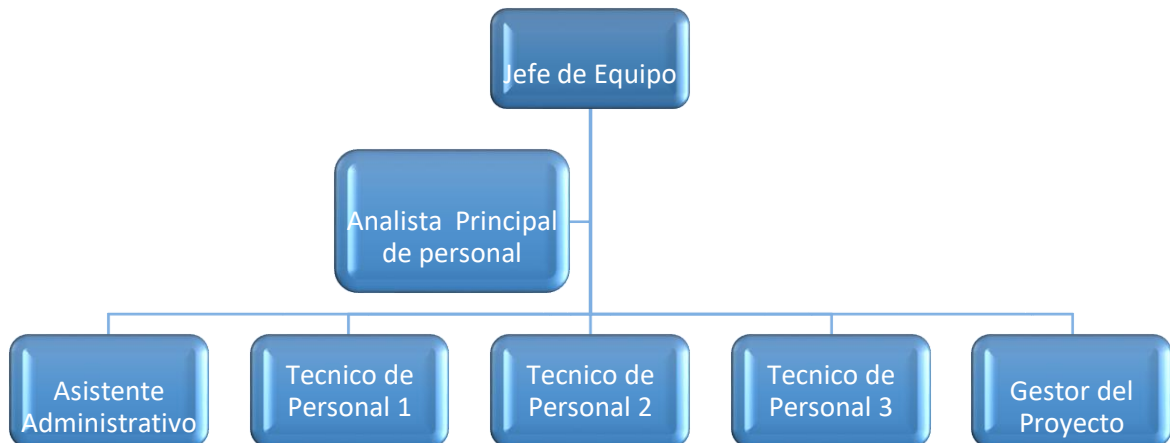 Jefe de Equipo
Analista Principal
de personal
Asistente
Administrativo
Tecnico de
Personal 1
Tecnico de
Personal 2
Tecnico de
Personal 3
Gestor del
Proyecto